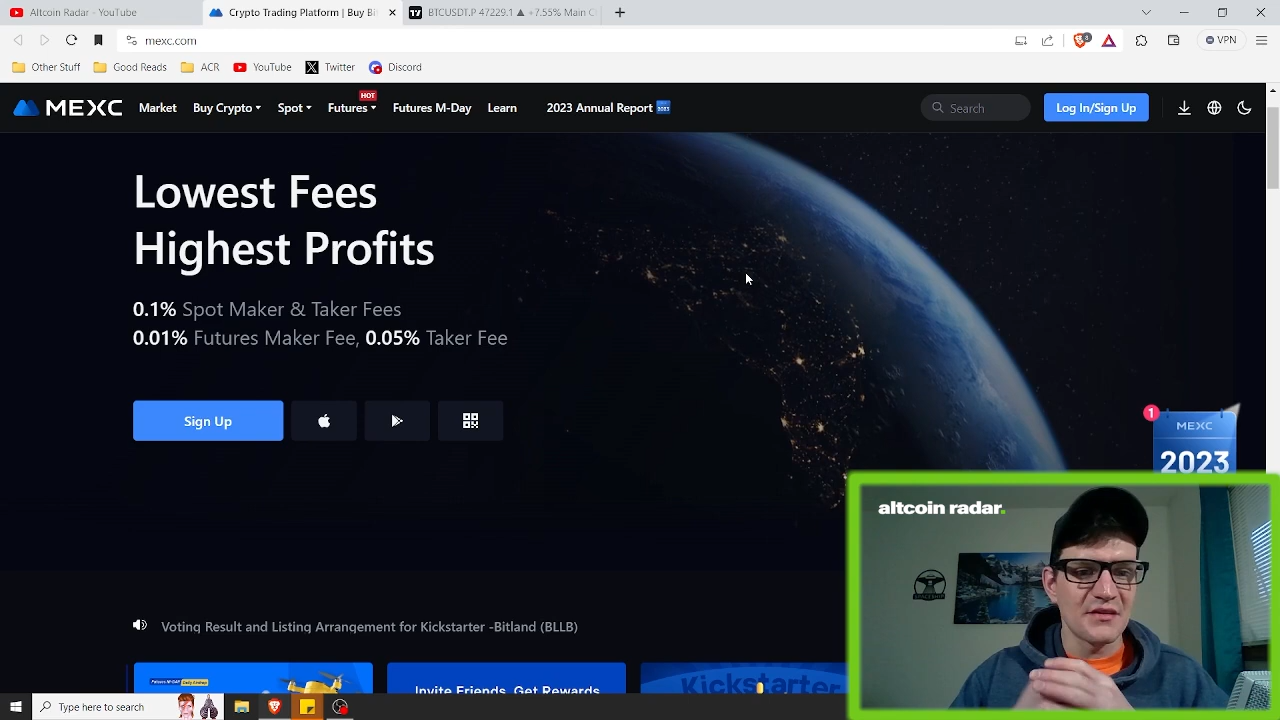 Altcoin Radar - YouTube
Crypto Trading Platform | Buy Bi
BTCUSDT.P 47229.1 ▲ +7.55% Main C
mexc.com
8
VPN
Other Stuff
Good Reads
ACR
YouTube
Twitter
Discord
MEXC
Market
Buy Crypto
Spot
Futures
HOT
Futures M-Day
Learn
2023 Annual Report
Search
Log In/Sign Up
Lowest Fees
Highest Profits
0.1% Spot Maker & Taker Fees
0.01% Futures Maker Fee, 0.05% Taker Fee
Sign Up
1
MEXC
2023
altcoin radar.
Voting Result and Listing Arrangement for Kickstarter -Bitland (BLLB)
Invite Friends, Get Rewards
Kickstarter
Type here to search